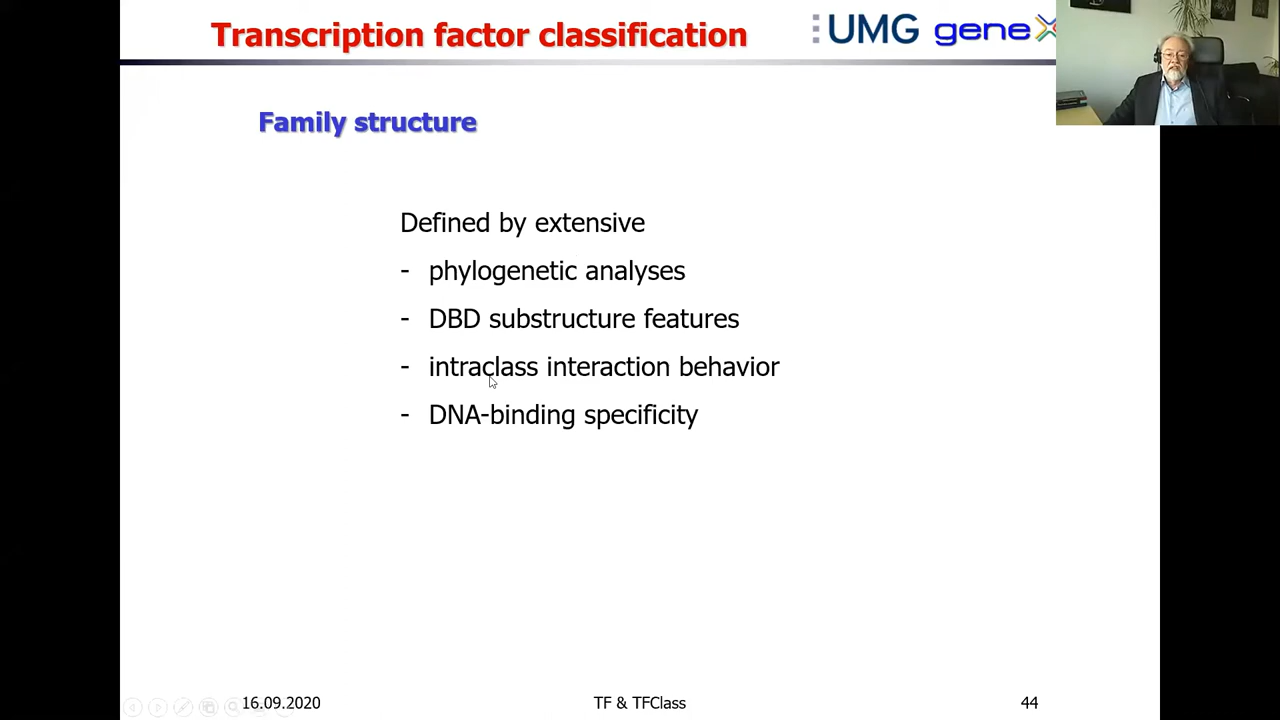 Transcription factor classification
UMG geneX
Family structure
Defined by extensive
- phylogenetic analyses
- DBD substructure features
- intraclass interaction behavior
- DNA-binding specificity
16.09.2020 TF & TFClass 44